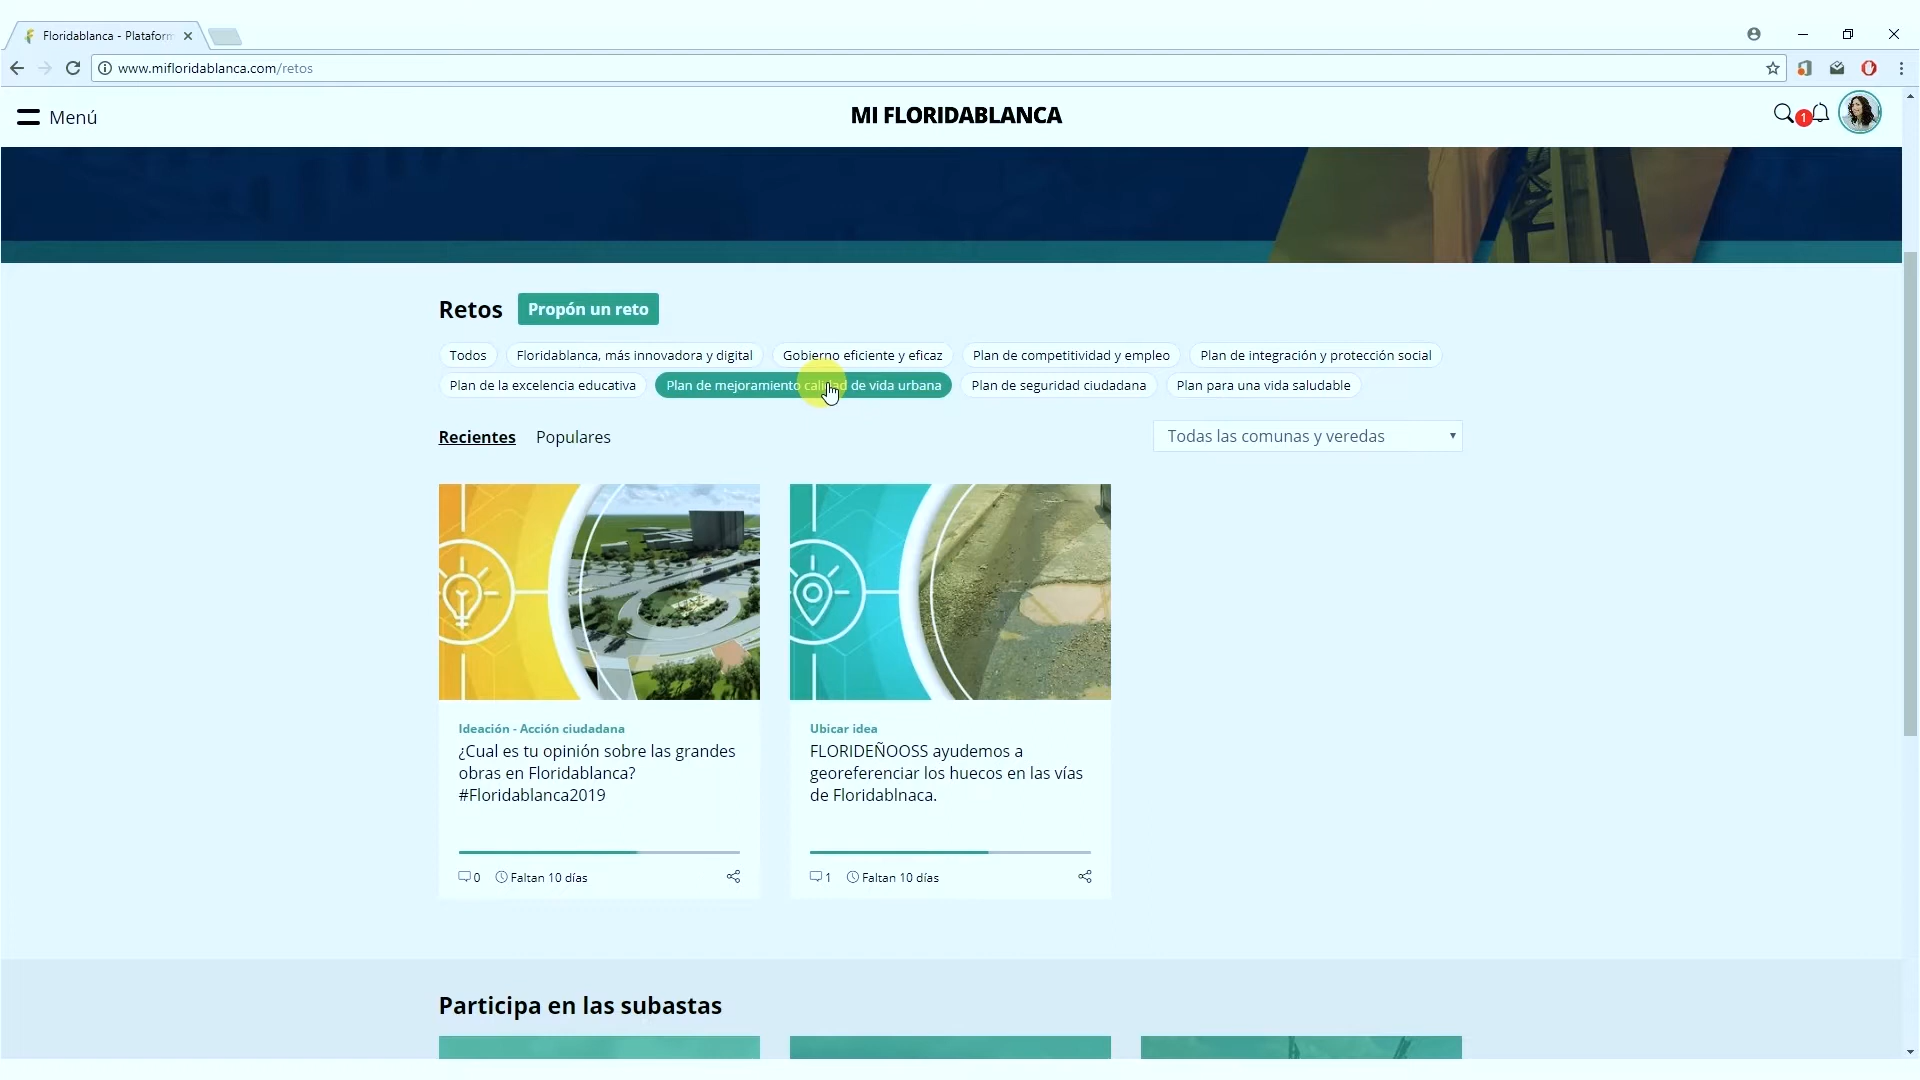 Floridablanca - Plataform
www.mifloridablanca.com/retos
Menú
MI FLORIDABLANCA
1
Retos
Propón un reto
Todos
Floridablanca, más innovadora y digital
Gobierno eficiente y eficaz
Plan de competitividad y empleo
Plan de integración y protección social
Plan de la excelencia educativa
Plan de mejoramiento calidad de vida urbana
Plan de seguridad ciudadana
Plan para una vida saludable
Recientes
Populares
Todas las comunas y veredas
Ideación - Acción ciudadana
¿Cual es tu opinión sobre las grandes
obras en Floridablanca?
#Floridablanca2019
0
Faltan 10 días
Ubicar idea
FLORIDEÑOOSS ayudemos a
georeferenciar los huecos en las vías
de Floridablnaca.
1
Faltan 10 días
Participa en las subastas